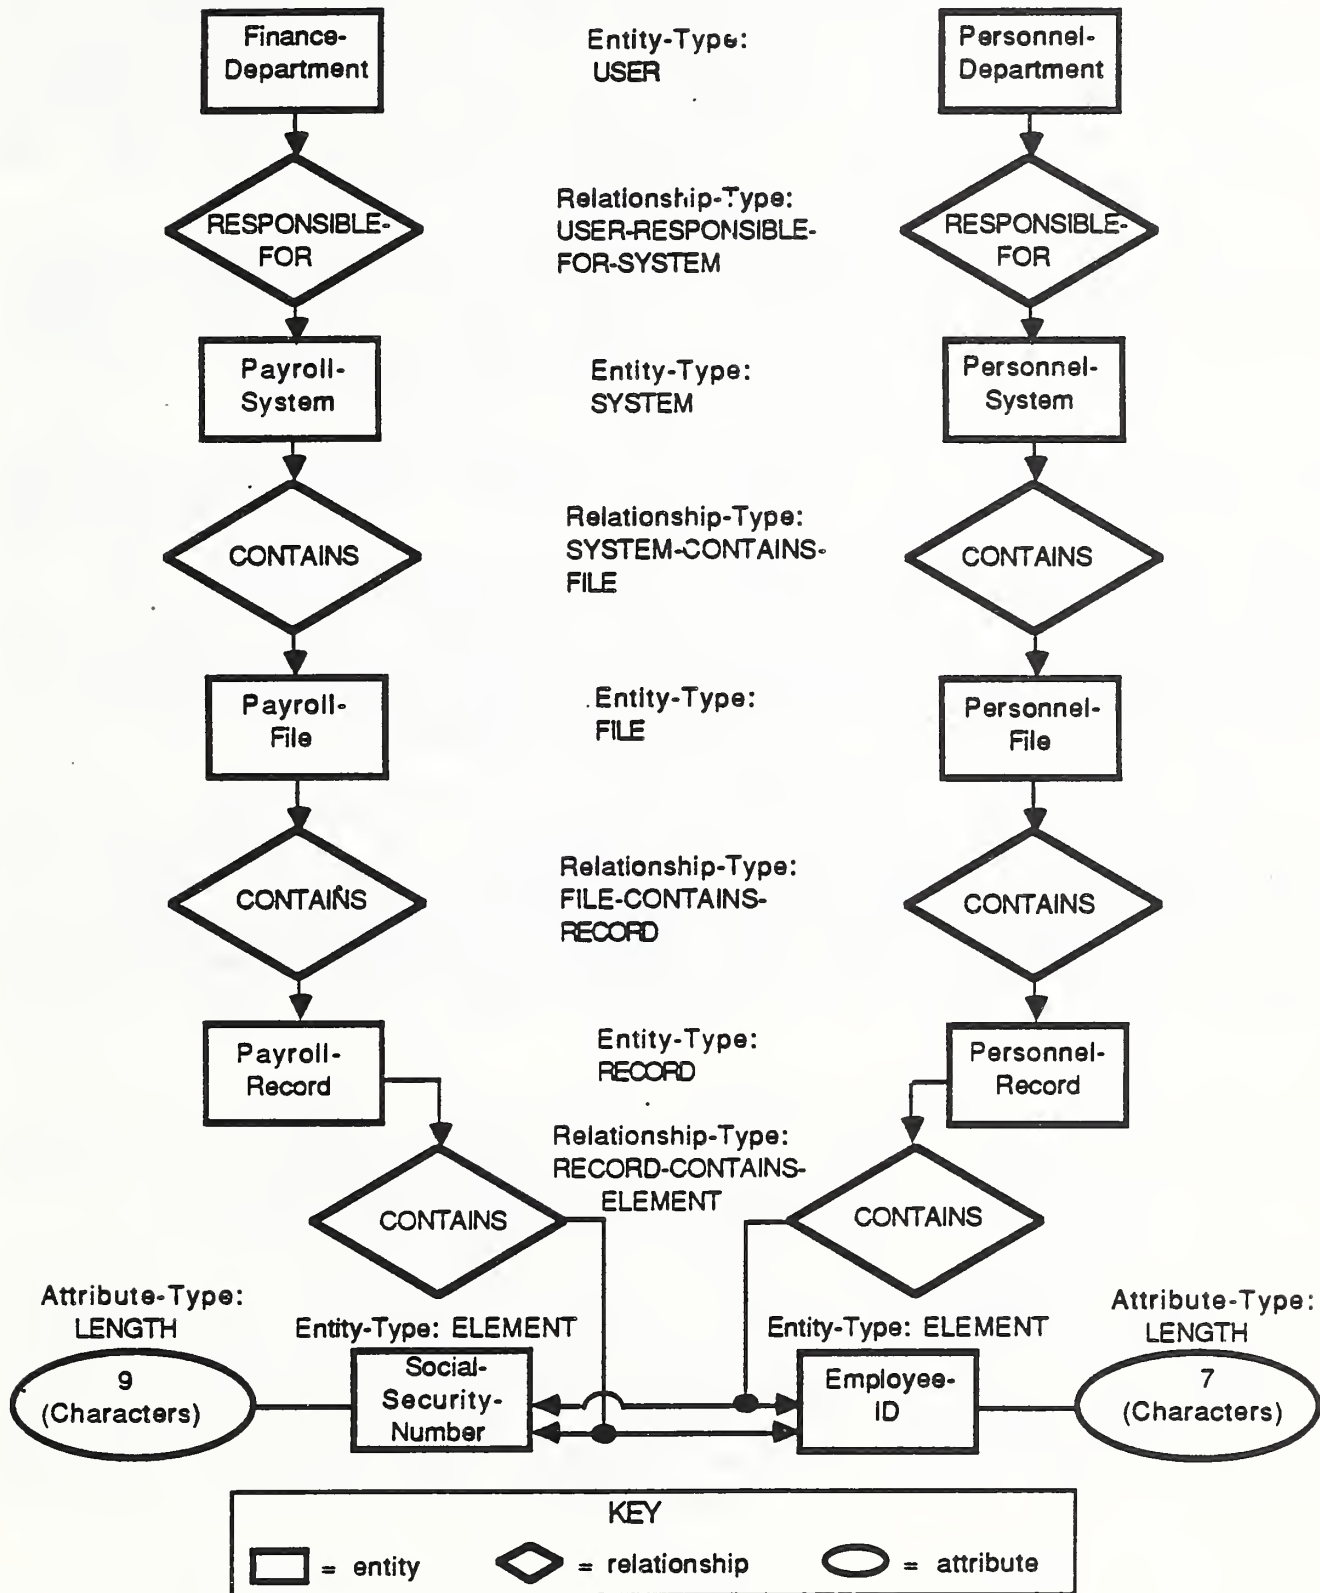 Finance-
Department
Entity-Type:
USER
Personnel-
Department
RESPONSIBLE-
FOR
Relationship-Type:
USER-RESPONSIBLE-
FOR-SYSTEM
RESPONSIBLE-
FOR
Payroll-
System
Entity-Type:
SYSTEM
Personnel-
System
CONTAINS
Relationship-Type:
SYSTEM-CONTAINS-
FILE
CONTAINS
Payroll-
File
Entity-Type:
FILE
Personnel-
File
CONTAINS
Relationship-Type:
FILE-CONTAINS-
RECORD
CONTAINS
Payroll-
Record
Entity-Type:
RECORD
Personnel-
Record
CONTAINS
Relationship-Type:
RECORD-CONTAINS-
ELEMENT
CONTAINS
Attribute-Type:
LENGTH
9
(Characters)
Entity-Type: ELEMENT
Social-
Security-
Number
Entity-Type: ELEMENT
Employee-
ID
Attribute-Type:
LENGTH
7
(Characters)
KEY
= entity
= relationship
= attribute